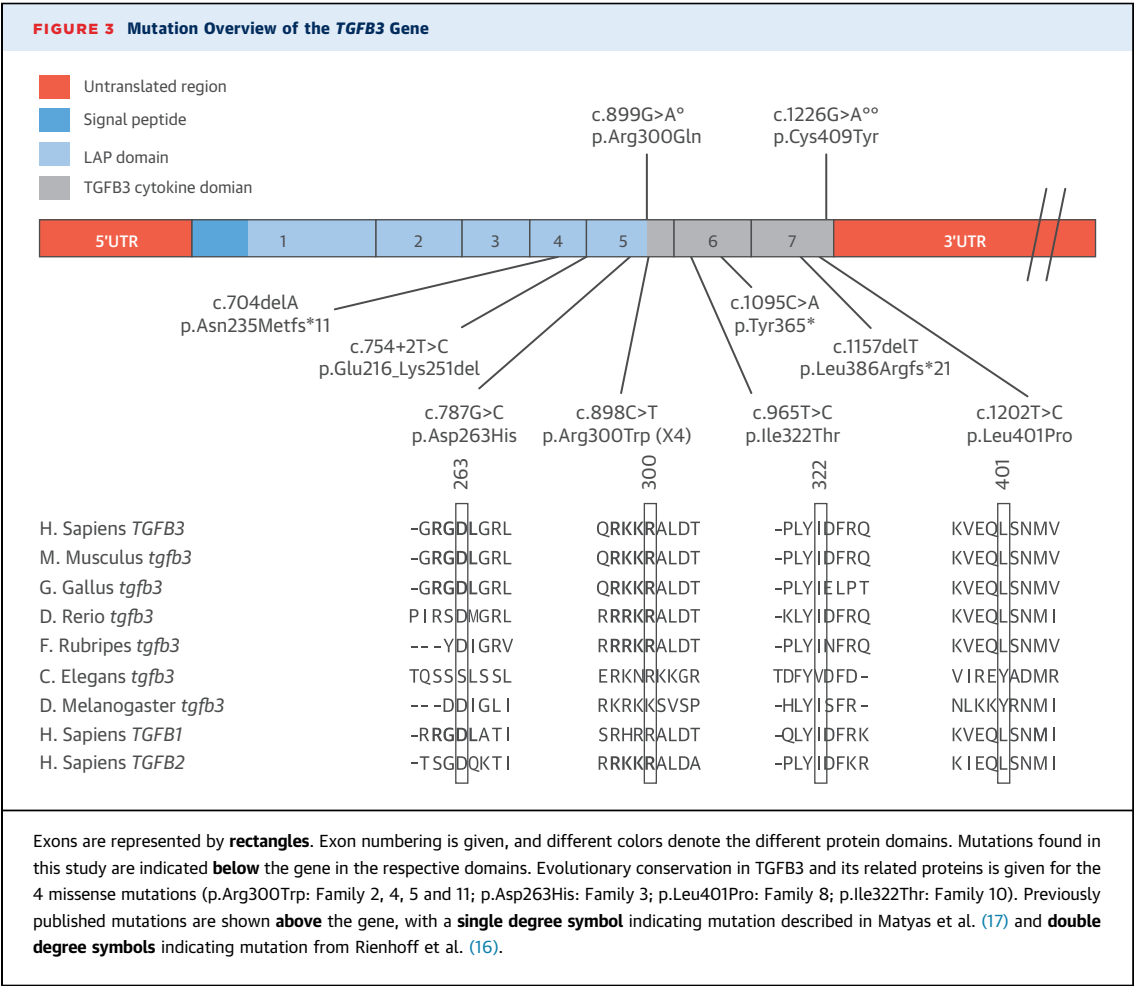 FIGURE 3 Mutation Overview of the TGFB3 Gene
Untranslated region
Signal peptide
LAP domain
TGFB3 cytokine domian
c.899G>A°
p.Arg300Gln
c.1226G>A°°
p.Cys409Tyr
5'UTR 1 2 3 4 5 6 7 3'UTR
c.704delA
p.Asn235Metfs*11
c.754+2T>C
p.Glu216_Lys251del
c.1095C>A
p.Tyr365*
c.1157delT
p.Leu386Argfs*21
c.787G>C
p.Asp263His
c.898C>T
p.Arg300Trp (X4)
c.965T>C
p.Ile322Thr
c.1202T>C
p.Leu401Pro
263 300 322 401
H. Sapiens TGFB3 -GRGDLGRL QRKKRALDT -PLYIDFRQ KVEQLSNMV
M. Musculus tgfb3 -GRGDLGRL QRKKRALDT -PLYIDFRQ KVEQLSNMV
G. Gallus tgfb3 -GRGDLGRL QRKKRALDT -PLYIELPT KVEQLSNMV
D. Rerio tgfb3 PIRSDMGRL RRRKRALDT -KLYIDFRQ KVEQLSNMI
F. Rubripes tgfb3 ---YDIGRV RRRKRALDT -PLYINFRQ KVEQLSNMV
C. Elegans tgfb3 TQSSSLSSL ERKNRKKGR TDFYVDFD- VIREYADMR
D. Melanogaster tgfb3 ---DDIGLI RKRKKSVSP -HLYISFR- NLKKYRNMI
H. Sapiens TGFB1 -RRGDLATI SRHRRALDT -QLYIDFRK KVEQLSNMI
H. Sapiens TGFB2 -TSGDQKTI RRKKRALDA -PLYIDFKR KIEQLSNMI
Exons are represented by rectangles. Exon numbering is given, and different colors denote the different protein domains. Mutations found in
this study are indicated below the gene in the respective domains. Evolutionary conservation in TGFB3 and its related proteins is given for the
4 missense mutations (p.Arg300Trp: Family 2, 4, 5 and 11; p.Asp263His: Family 3; p.Leu401Pro: Family 8; p.Ile322Thr: Family 10). Previously
published mutations are shown above the gene, with a single degree symbol indicating mutation described in Matyas et al. (17) and double
degree symbols indicating mutation from Rienhoff et al. (16).